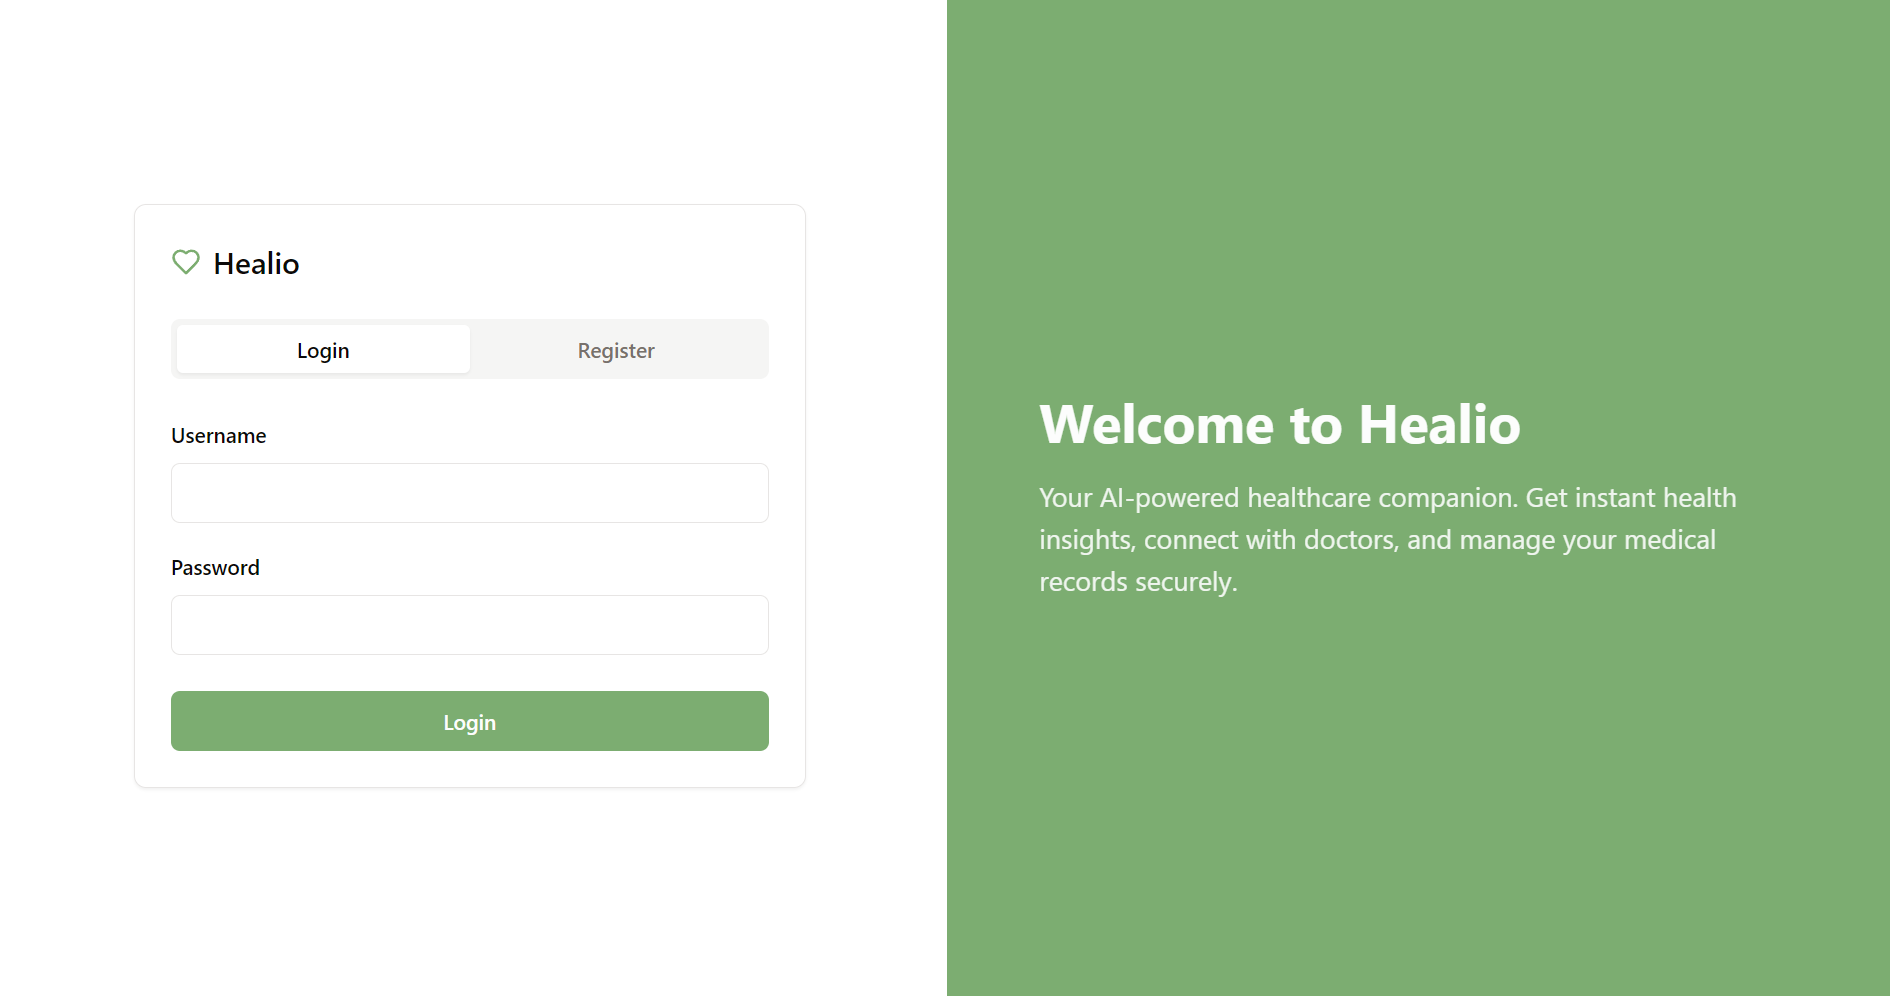 Healio
Login
Register
Username
Password
Login
Welcome to Healio
Your AI-powered healthcare companion. Get instant health
insights, connect with doctors, and manage your medical
records securely.